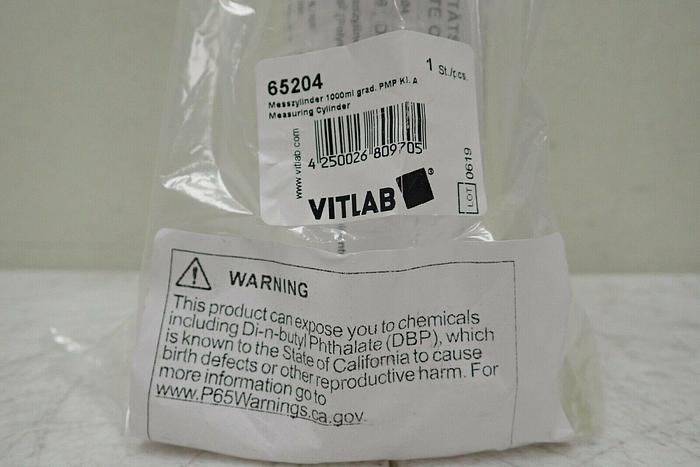 65204
1 St./pcs.
Messzylinder 1000ml grad. PMP Kl. A
Measuring Cylinder
www.vitlab.com
4 250026 809705
VITLAB®
LOT 0619
WARNING
This product can expose you to chemicals
including Di-n-butyl Phthalate (DBP), which
is known to the State of California to cause
birth defects or other reproductive harm. For
more information go to
www.P65Warnings.ca.gov.